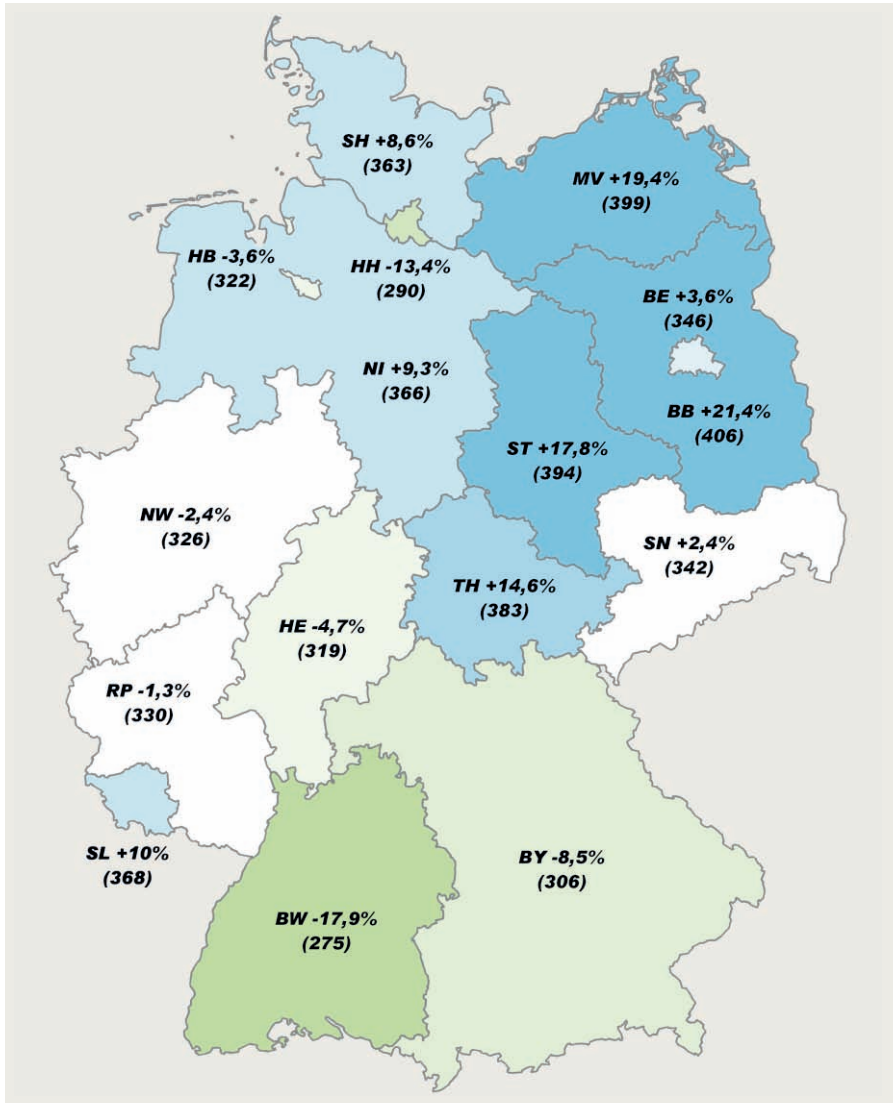 SH +8,6%
(363)
MV +19,4%
(399)
HB -3,6%
(322)
HH -13,4%
(290)
BE +3,6%
(346)
NI +9,3%
(366)
BB +21,4%
(406)
ST +17,8%
(394)
NW -2,4%
(326)
SN +2,4%
(342)
TH +14,6%
(383)
HE -4,7%
(319)
RP -1,3%
(330)
SL +10%
(368)
BY -8,5%
(306)
BW -17,9%
(275)